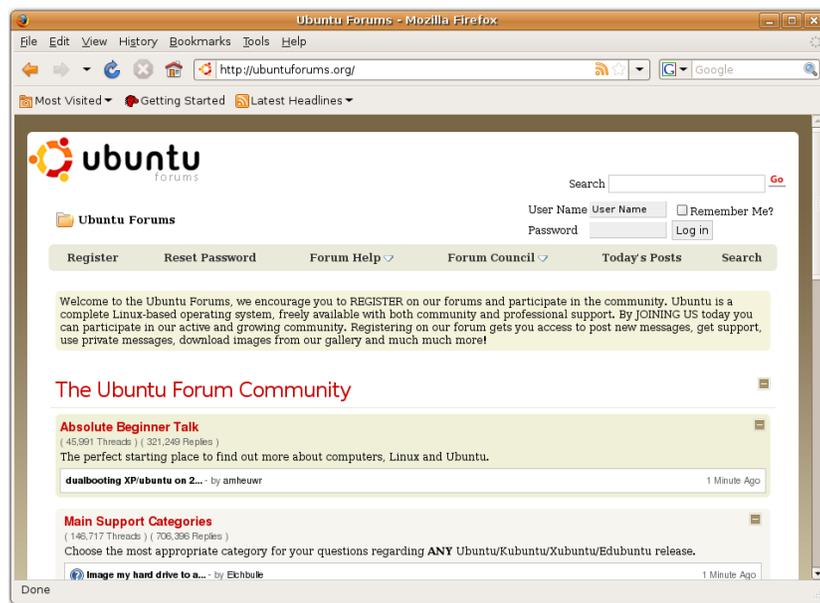 Ubuntu Forums - Mozilla Firefox
File Edit View History Bookmarks Tools Help
http://ubuntuforums.org/
G Google
Most Visited Getting Started Latest Headlines
ubuntu
forums
Search Go
Ubuntu Forums
User Name User Name Remember Me?
Password Log in
Register Reset Password Forum Help Forum Council Today's Posts Search
Welcome to the Ubuntu Forums, we encourage you to REGISTER on our forums and participate in the community. Ubuntu is a
complete Linux-based operating system, freely available with both community and professional support. By JOINING US today you
can participate in our active and growing community. Registering on our forum gets you access to post new messages, get support,
use private messages, download images from our gallery and much much more!
The Ubuntu Forum Community
Absolute Beginner Talk
( 45,991 Threads ) ( 321,249 Replies )
The perfect starting place to find out more about computers, Linux and Ubuntu.
dualbooting XP/ubuntu on 2... - by amheuwr 1 Minute Ago
Main Support Categories
( 146,717 Threads ) ( 706,396 Replies )
Choose the most appropriate category for your questions regarding ANY Ubuntu/Kubuntu/Xubuntu/Edubuntu release.
Image my hard drive to a... - by Elchbulle 1 Minute Ago
Done